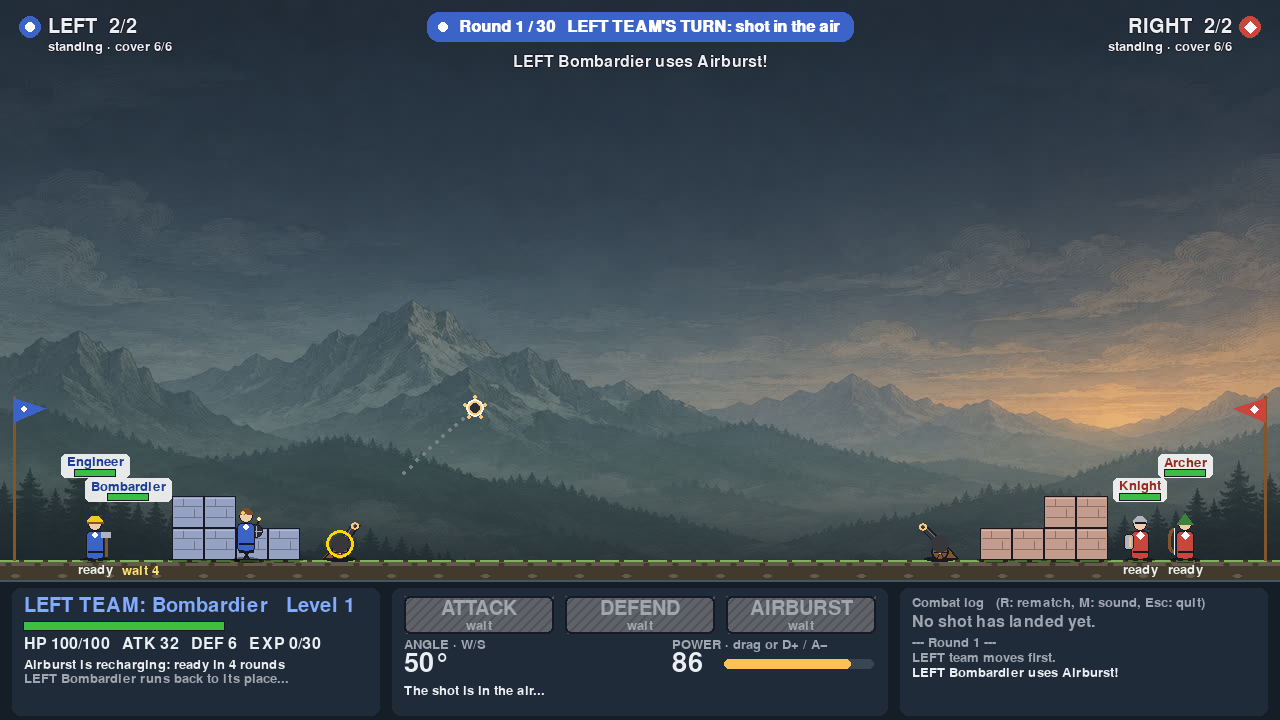 LEFT 2/2
standing · cover 6/6
Round 1 / 30 LEFT TEAM'S TURN: shot in the air
LEFT Bombardier uses Airburst!
RIGHT 2/2
standing · cover 6/6
Engineer
Bombardier
Archer
Knight
ready wait 4
ready ready
LEFT TEAM: Bombardier Level 1
HP 100/100 ATK 32 DEF 6 EXP 0/30
Airburst is recharging: ready in 4 rounds
LEFT Bombardier runs back to its place...
ATTACK
wait
DEFEND
wait
AIRBURST
wait
ANGLE · W/S
50°
POWER · drag or D+ / A–
86
The shot is in the air...
Combat log (R: rematch, M: sound, Esc: quit)
No shot has landed yet.
--- Round 1 ---
LEFT team moves first.
LEFT Bombardier uses Airburst!